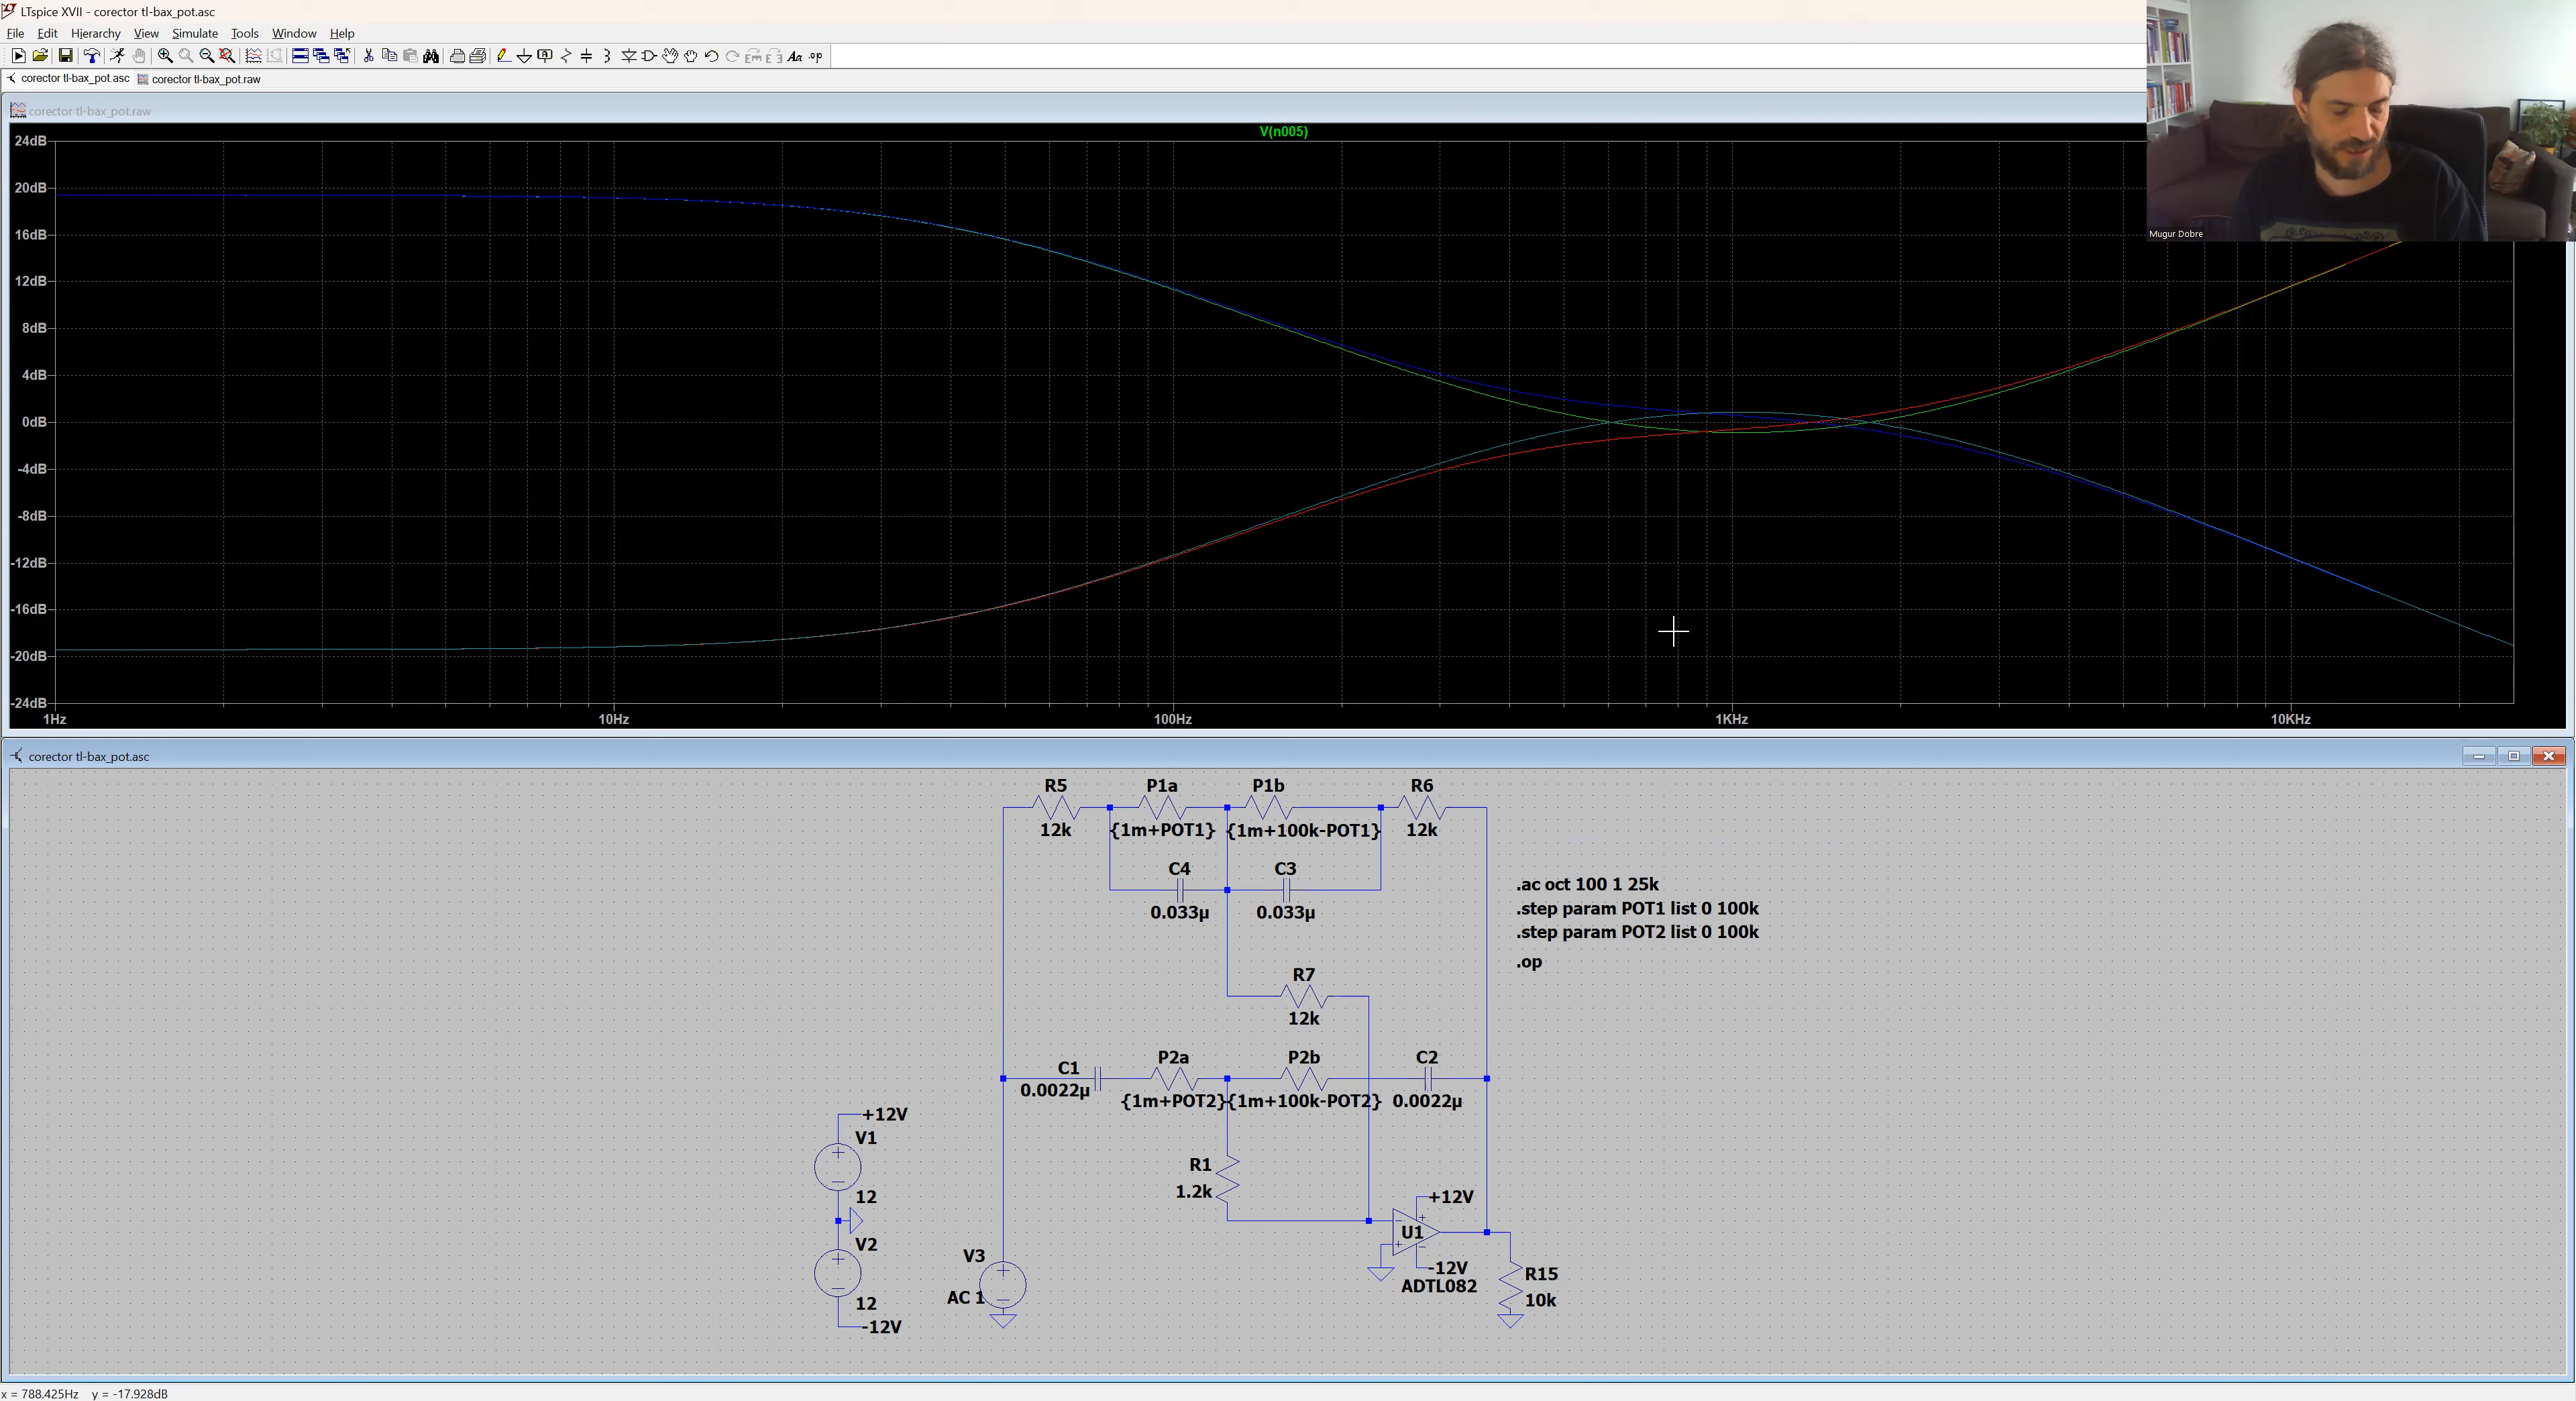 LTspice XVII - corector tl-bax_pot.asc
File Edit Hierarchy View Simulate Tools Window Help
Aa .op
corector tl-bax_pot.asc corector tl-bax_pot.raw
corector tl-bax_pot.raw
V(n005)
24dB
20dB
16dB
12dB
8dB
4dB
0dB
-4dB
-8dB
-12dB
-16dB
-20dB
-24dB
1Hz 10Hz 100Hz 1KHz 10KHz
Mugur Dobre
corector tl-bax_pot.asc
R5 P1a P1b R6
12k {1m+POT1} {1m+100k-POT1} 12k
C4 C3
0.033µ 0.033µ
.ac oct 100 1 25k
.step param POT1 list 0 100k
.step param POT2 list 0 100k
.op
R7
12k
C1 P2a P2b C2
0.0022µ {1m+POT2} {1m+100k-POT2} 0.0022µ
+12V
V1
12
V2
12
-12V
R1
1.2k
+12V
U1
-12V
ADTL082
V3
AC 1
R15
10k
x = 788.425Hz y = -17.928dB